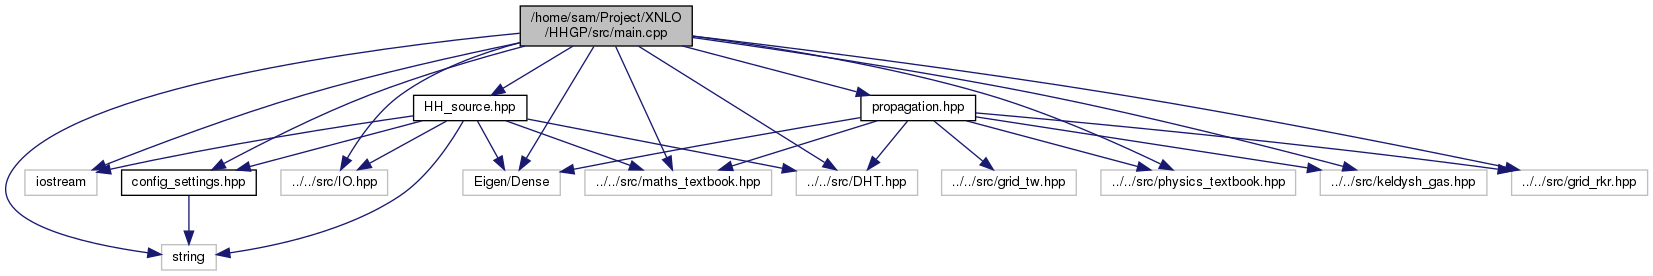 /home/sam/Project/XNLO
/HHGP/src/main.cpp
HH_source.hpp
propagation.hpp
iostream
config_settings.hpp
../../src/IO.hpp
Eigen/Dense
../../src/maths_textbook.hpp
../../src/DHT.hpp
../../src/grid_tw.hpp
../../src/physics_textbook.hpp
../../src/keldysh_gas.hpp
../../src/grid_rkr.hpp
string